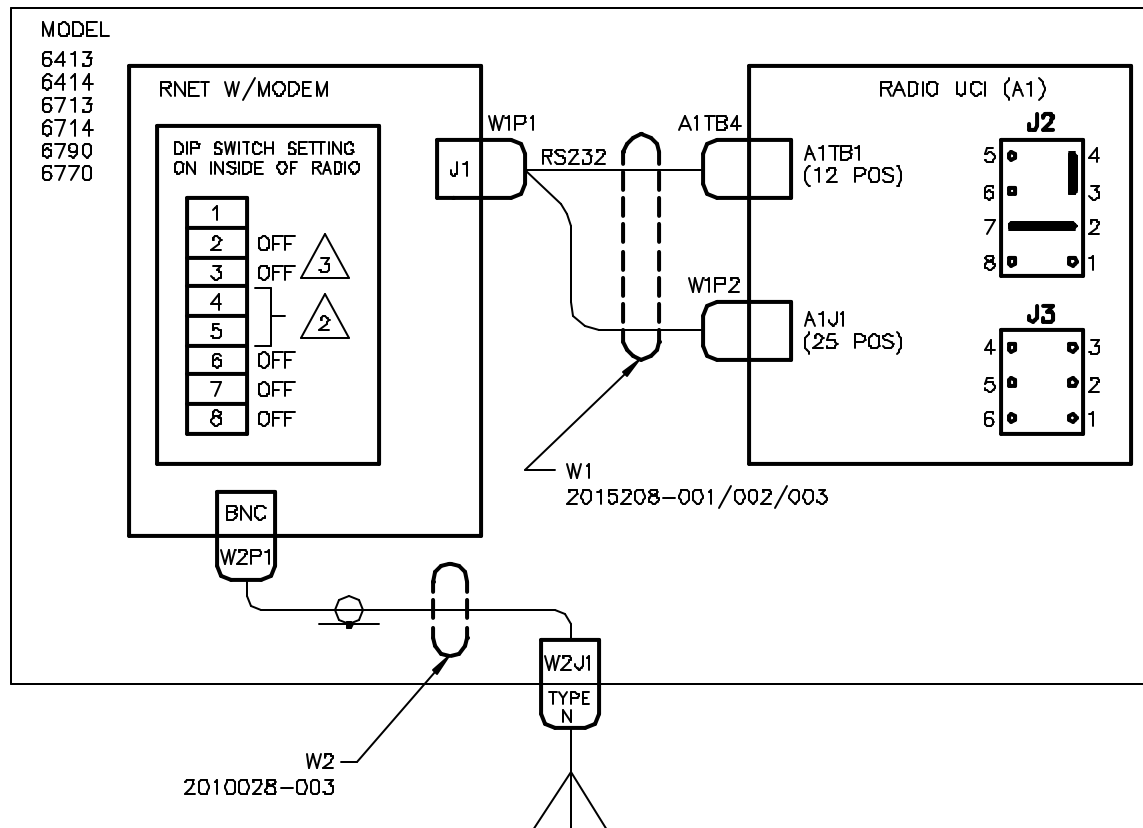 MODEL
6413
6414
6713
6714
6790
6770
RNET W/MODEM
DIP SWITCH SETTING
ON INSIDE OF RADIO
1
2 OFF
3 OFF
3
4
5
2
6 OFF
7 OFF
8 OFF
BNC
W2P1
J1
W1P1
RS232
A1TB4
A1TB1
(12 POS)
W1P2
A1J1
(25 POS)
RADIO UCI (A1)
J2
5 4
6 3
7 2
8 1
J3
4 3
5 2
6 1
W1
2015208-001/002/003
W2J1
TYPE
N
W2
2010028-003